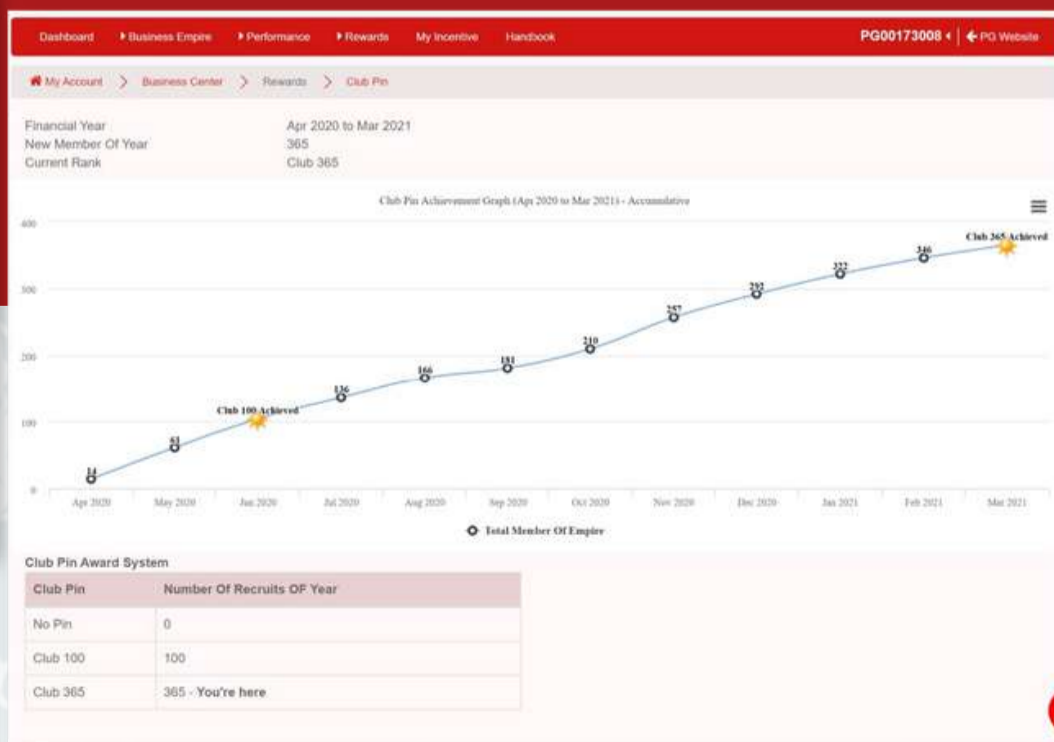 Dashboard Business Empire Performance Rewards My Incentive Handbook PG00173008 PG Website
My Account Business Center Rewards Club Pin
Financial Year Apr 2020 to Mar 2021
New Member Of Year 365
Current Rank Club 365
Club Pin Achievement Graph (Apr 2020 to Mar 2021) - Accumulative
400
Club 365 Achieved
346
322
300
292
257
210
200
181
166
136
Club 100 Achieved
100
14
0
Apr 2020 May 2020 Jun 2020 Jul 2020 Aug 2020 Sep 2020 Oct 2020 Nov 2020 Dec 2020 Jan 2021 Feb 2021 Mar 2021
Total Member Of Empire
Club Pin Award System
Club Pin Number Of Recruits OF Year
No Pin 0
Club 100 100
Club 365 365 - You're here